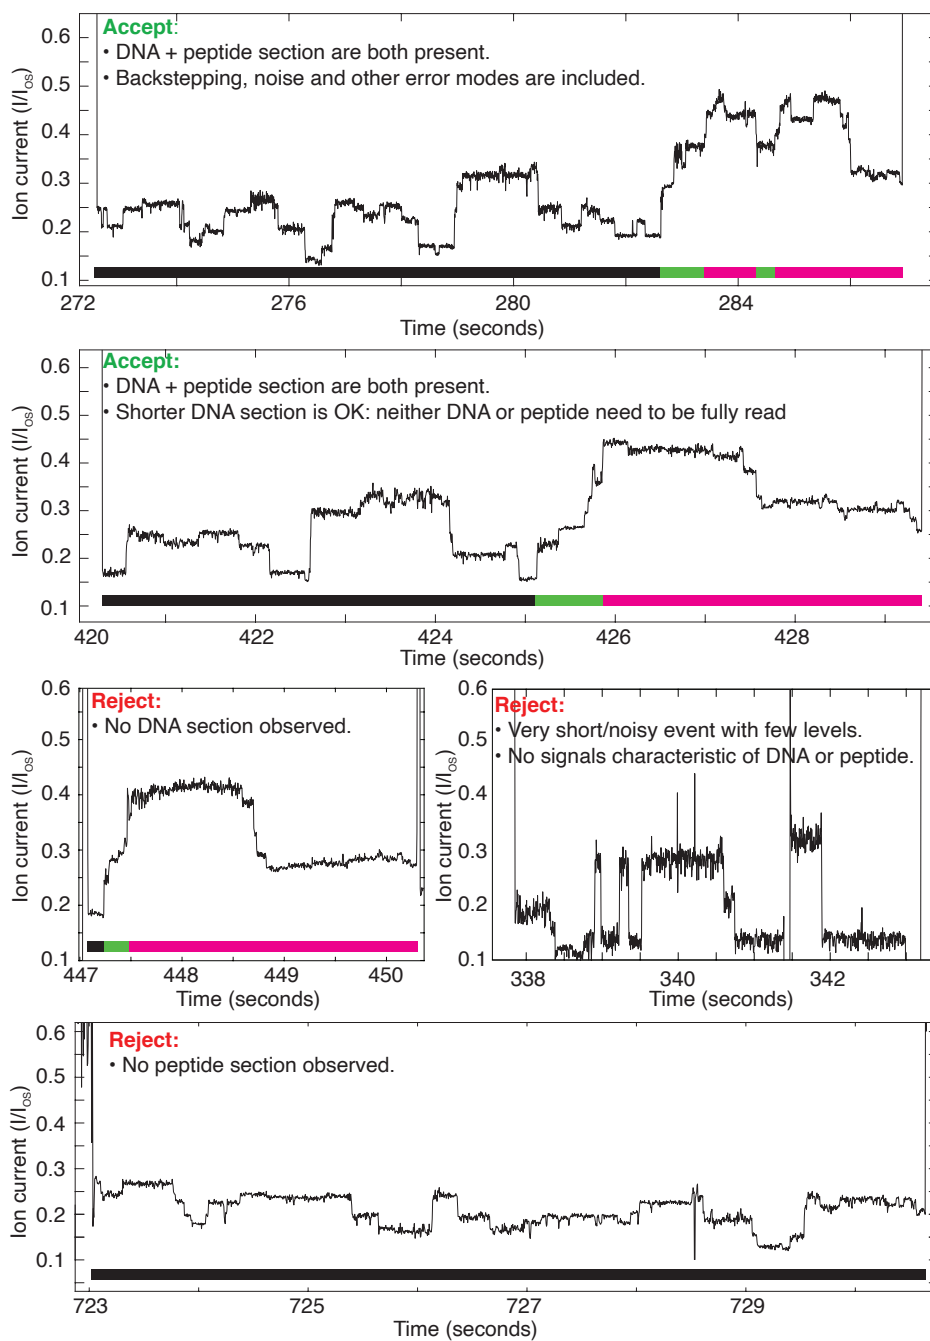 Accept:
• DNA + peptide section are both present.
• Backstepping, noise and other error modes are included.
Ion current (I/I_OS)
0.6
0.5
0.4
0.3
0.2
0.1
272
276
280
284
Time (seconds)
Accept:
• DNA + peptide section are both present.
• Shorter DNA section is OK: neither DNA or peptide need to be fully read
Ion current (I/I_OS)
0.6
0.5
0.4
0.3
0.2
0.1
420
422
424
426
428
Time (seconds)
Reject:
• No DNA section observed.
Ion current (I/I_OS)
0.6
0.5
0.4
0.3
0.2
0.1
447
448
449
450
Time (seconds)
Reject:
• Very short/noisy event with few levels.
• No signals characteristic of DNA or peptide.
Ion current (I/I_OS)
0.6
0.5
0.4
0.3
0.2
0.1
338
340
342
Time (seconds)
Reject:
• No peptide section observed.
Ion current (I/I_OS)
0.6
0.5
0.4
0.3
0.2
0.1
723
725
727
729
Time (seconds)